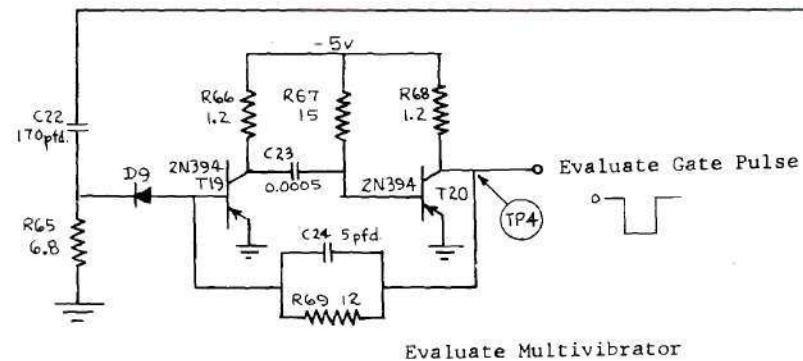 -5v
C22
170pfd.
R66
1.2
R67
15
R68
1.2
2N394
T19
C23
0.0005
2N394
T20
Evaluate Gate Pulse
D9
TP4
0
R65
6.8
C24 5pfd
R69 12
Evaluate Multivibrator